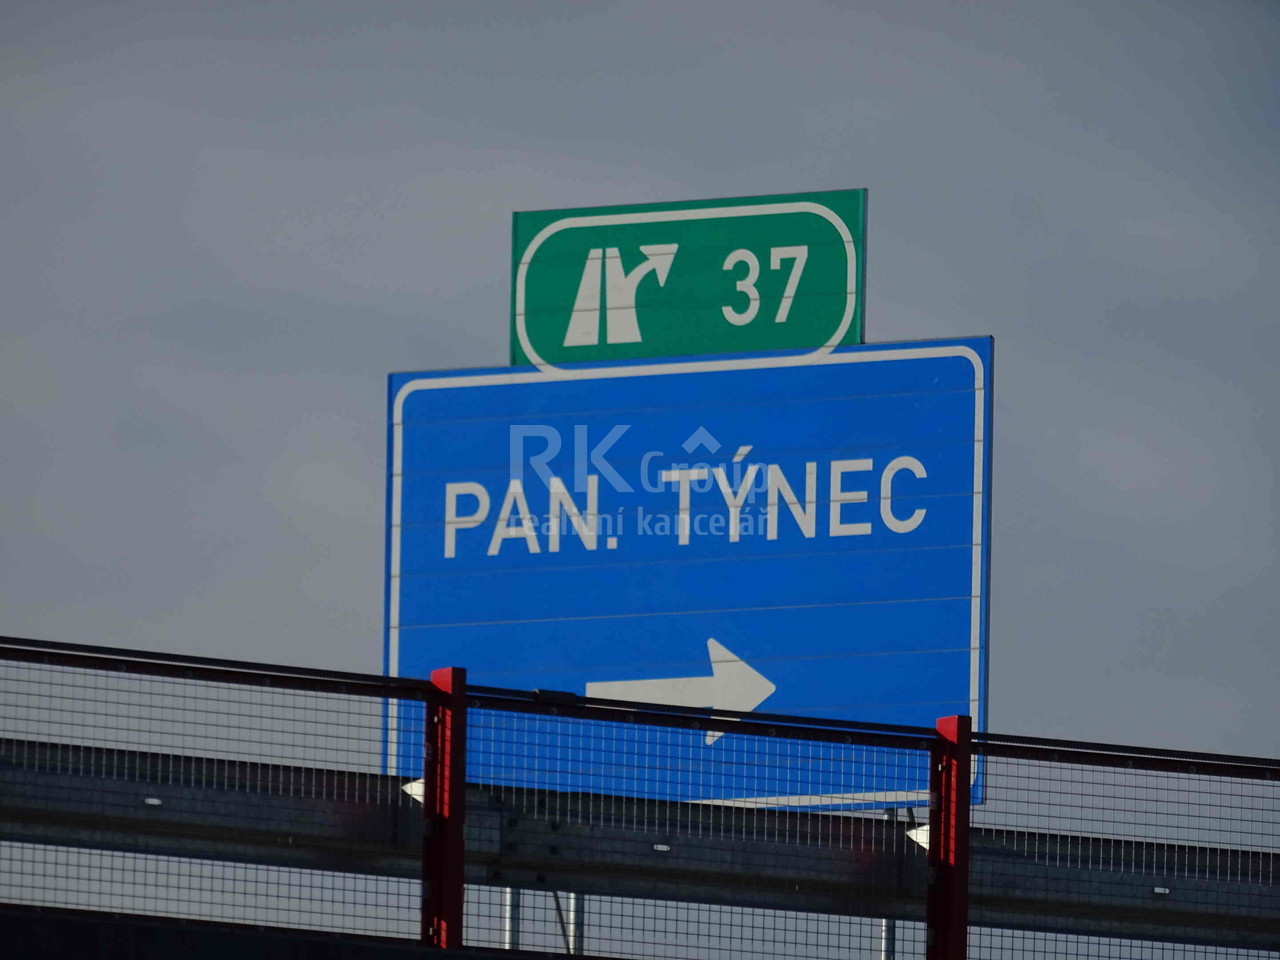 37
PAN. TÝNEC
RK Group
realitní kancelář